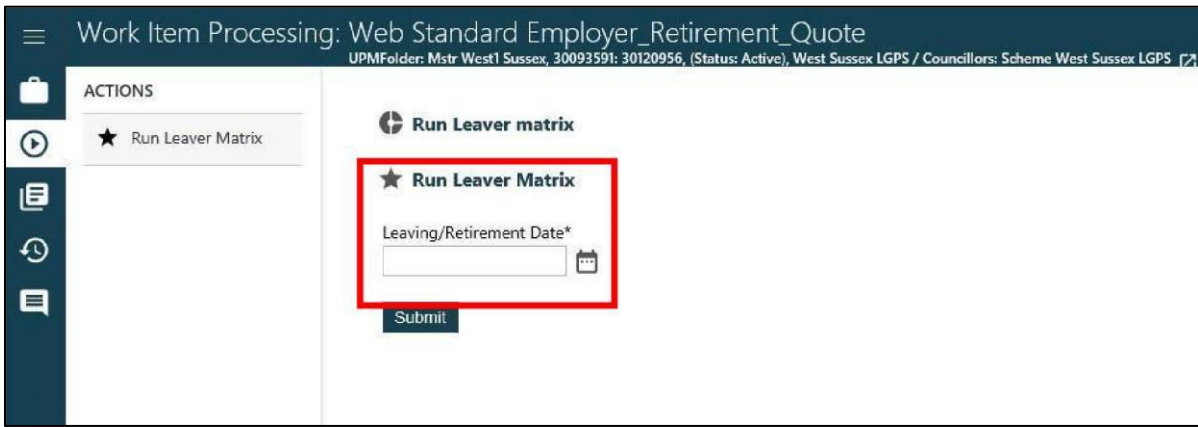 Work Item Processing: Web Standard Employer_Retirement_Quote
UPMFolder: Mstr West1 Sussex, 30093591: 30120956, (Status: Active), West Sussex LGPS / Councillors: Scheme West Sussex LGPS
ACTIONS
Run Leaver Matrix
Run Leaver matrix
Run Leaver Matrix
Leaving/Retirement Date*
Submit